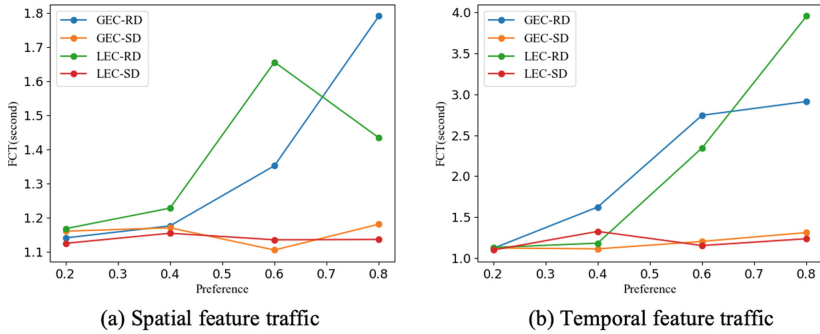 1.8
1.7
1.6
1.5
1.4
1.3
1.2
1.1
FCT(second)
GEC-RD
GEC-SD
LEC-RD
LEC-SD
0.2 0.3 0.4 0.5 0.6 0.7 0.8
Preference
(a) Spatial feature traffic
4.0
3.5
3.0
2.5
2.0
1.5
1.0
FCT(second)
GEC-RD
GEC-SD
LEC-RD
LEC-SD
0.2 0.3 0.4 0.5 0.6 0.7 0.8
Preference
(b) Temporal feature traffic